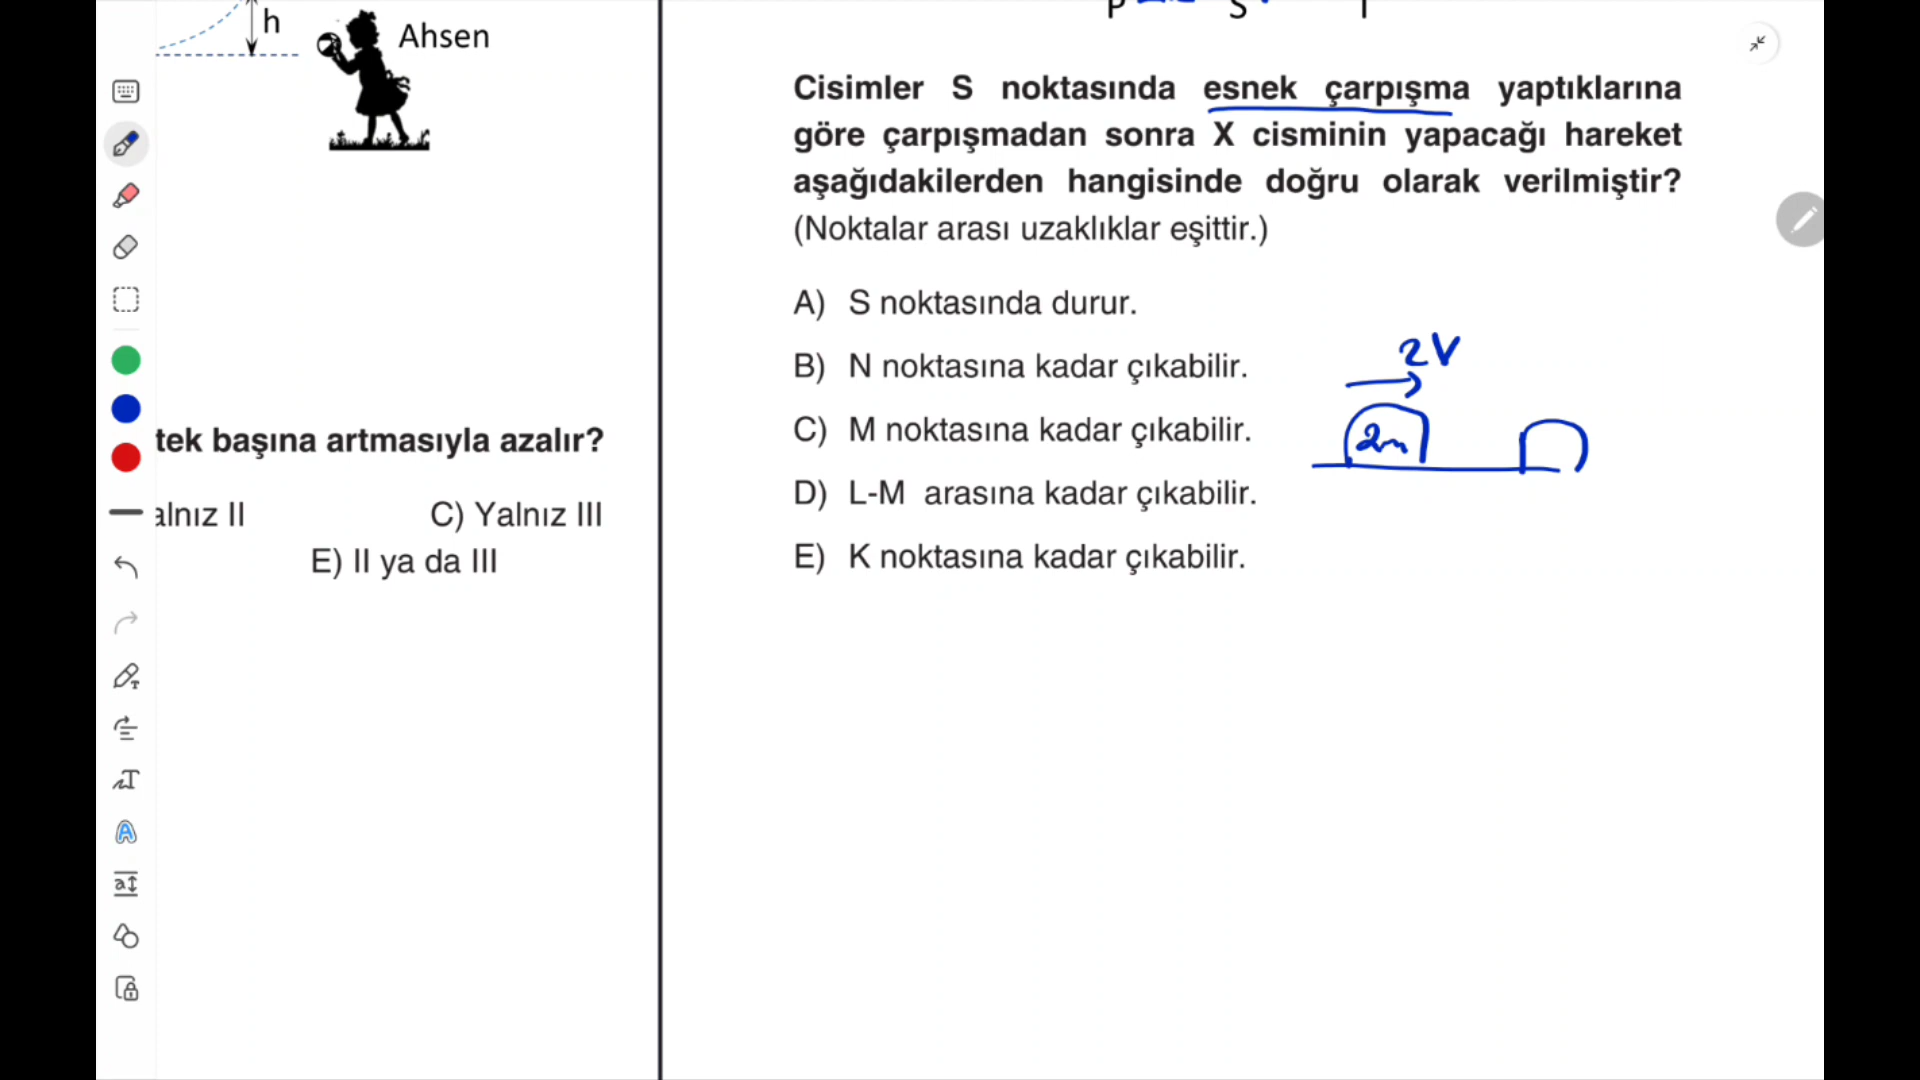 h
Ahsen
tek başına artmasıyla azalır?
alnız II
C) Yalnız III
E) II ya da III
P S
Cisimler S noktasında esnek çarpışma yaptıklarına
göre çarpışmadan sonra X cisminin yapacağı hareket
aşağıdakilerden hangisinde doğru olarak verilmiştir?
(Noktalar arası uzaklıklar eşittir.)
A) S noktasında durur.
B) N noktasına kadar çıkabilir.
C) M noktasına kadar çıkabilir.
D) L-M arasına kadar çıkabilir.
E) K noktasına kadar çıkabilir.
2V
2m